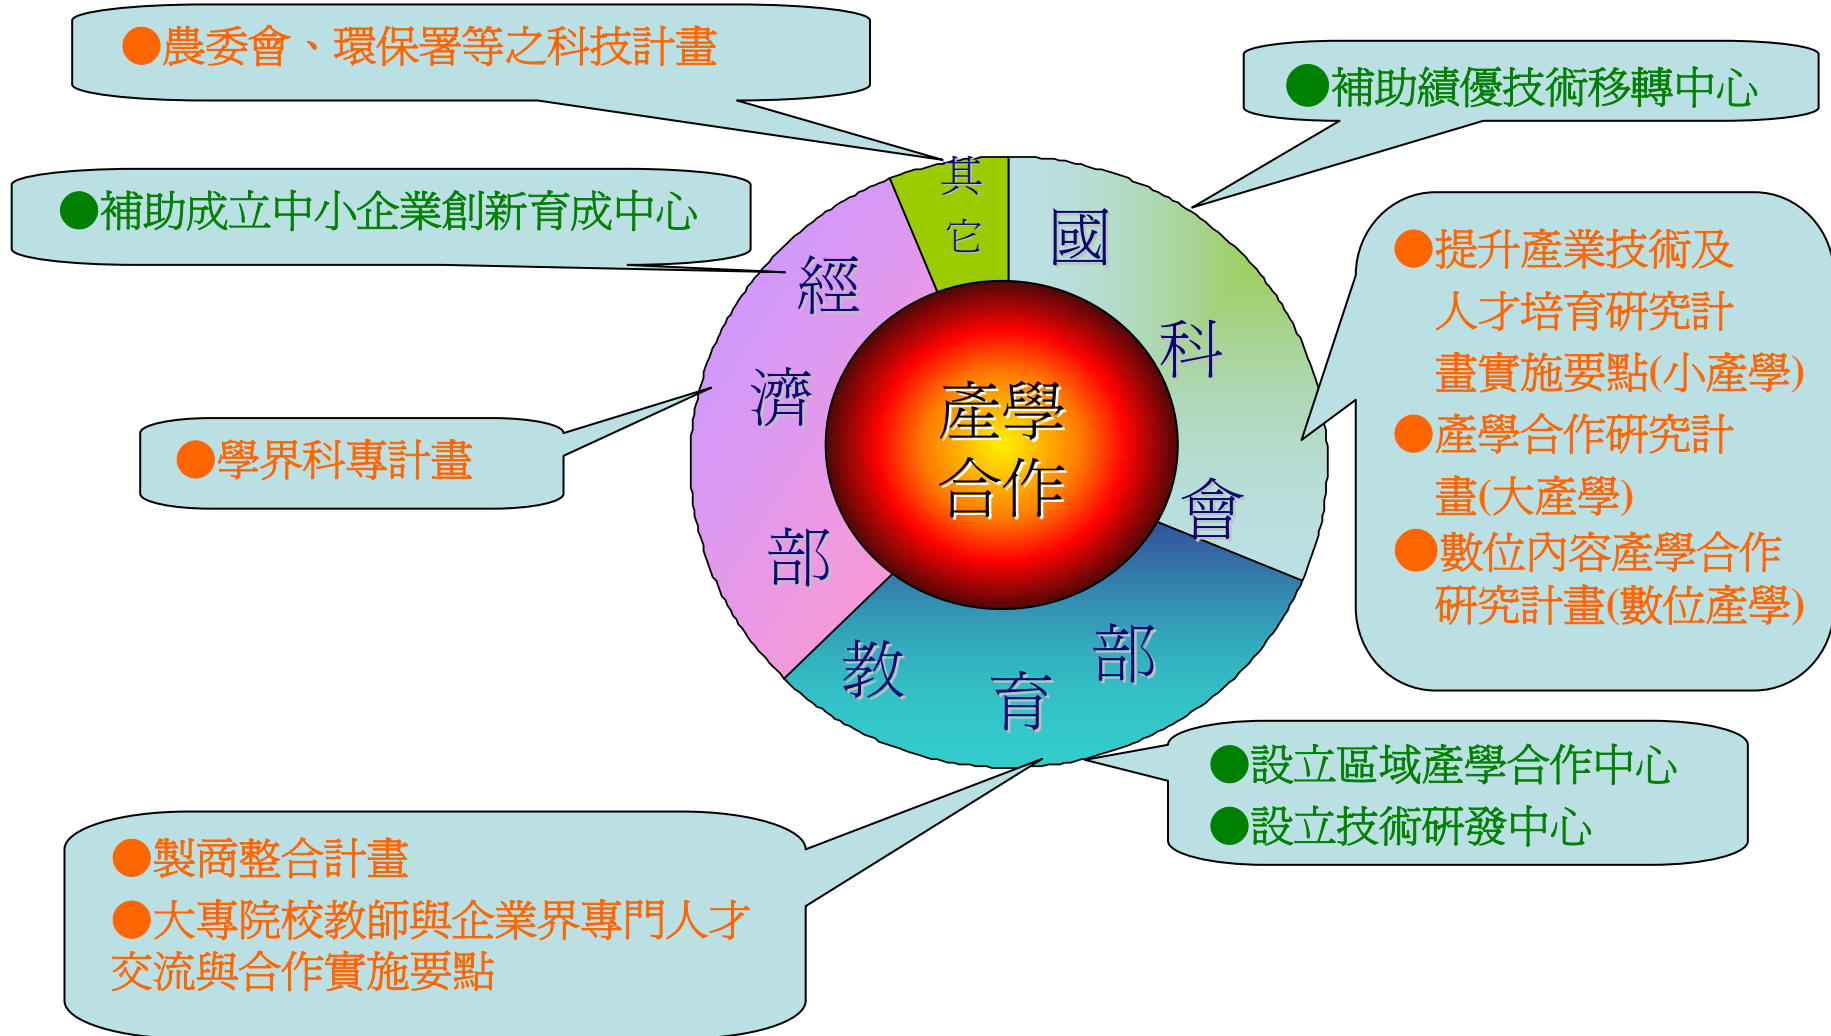 ●農委會、環保署等之科技計畫
●補助績優技術移轉中心
●補助成立中小企業創新育成中心
其
它
國
科
會
經
濟
部
產學
合作
●提升產業技術及
人才培育研究計
畫實施要點(小產學)
●產學合作研究計
畫(大產學)
●數位內容產學合作
研究計畫(數位產學)
●學界科專計畫
教
育
部
●設立區域產學合作中心
●設立技術研發中心
●製商整合計畫
●大專院校教師與企業界專門人才
交流與合作實施要點